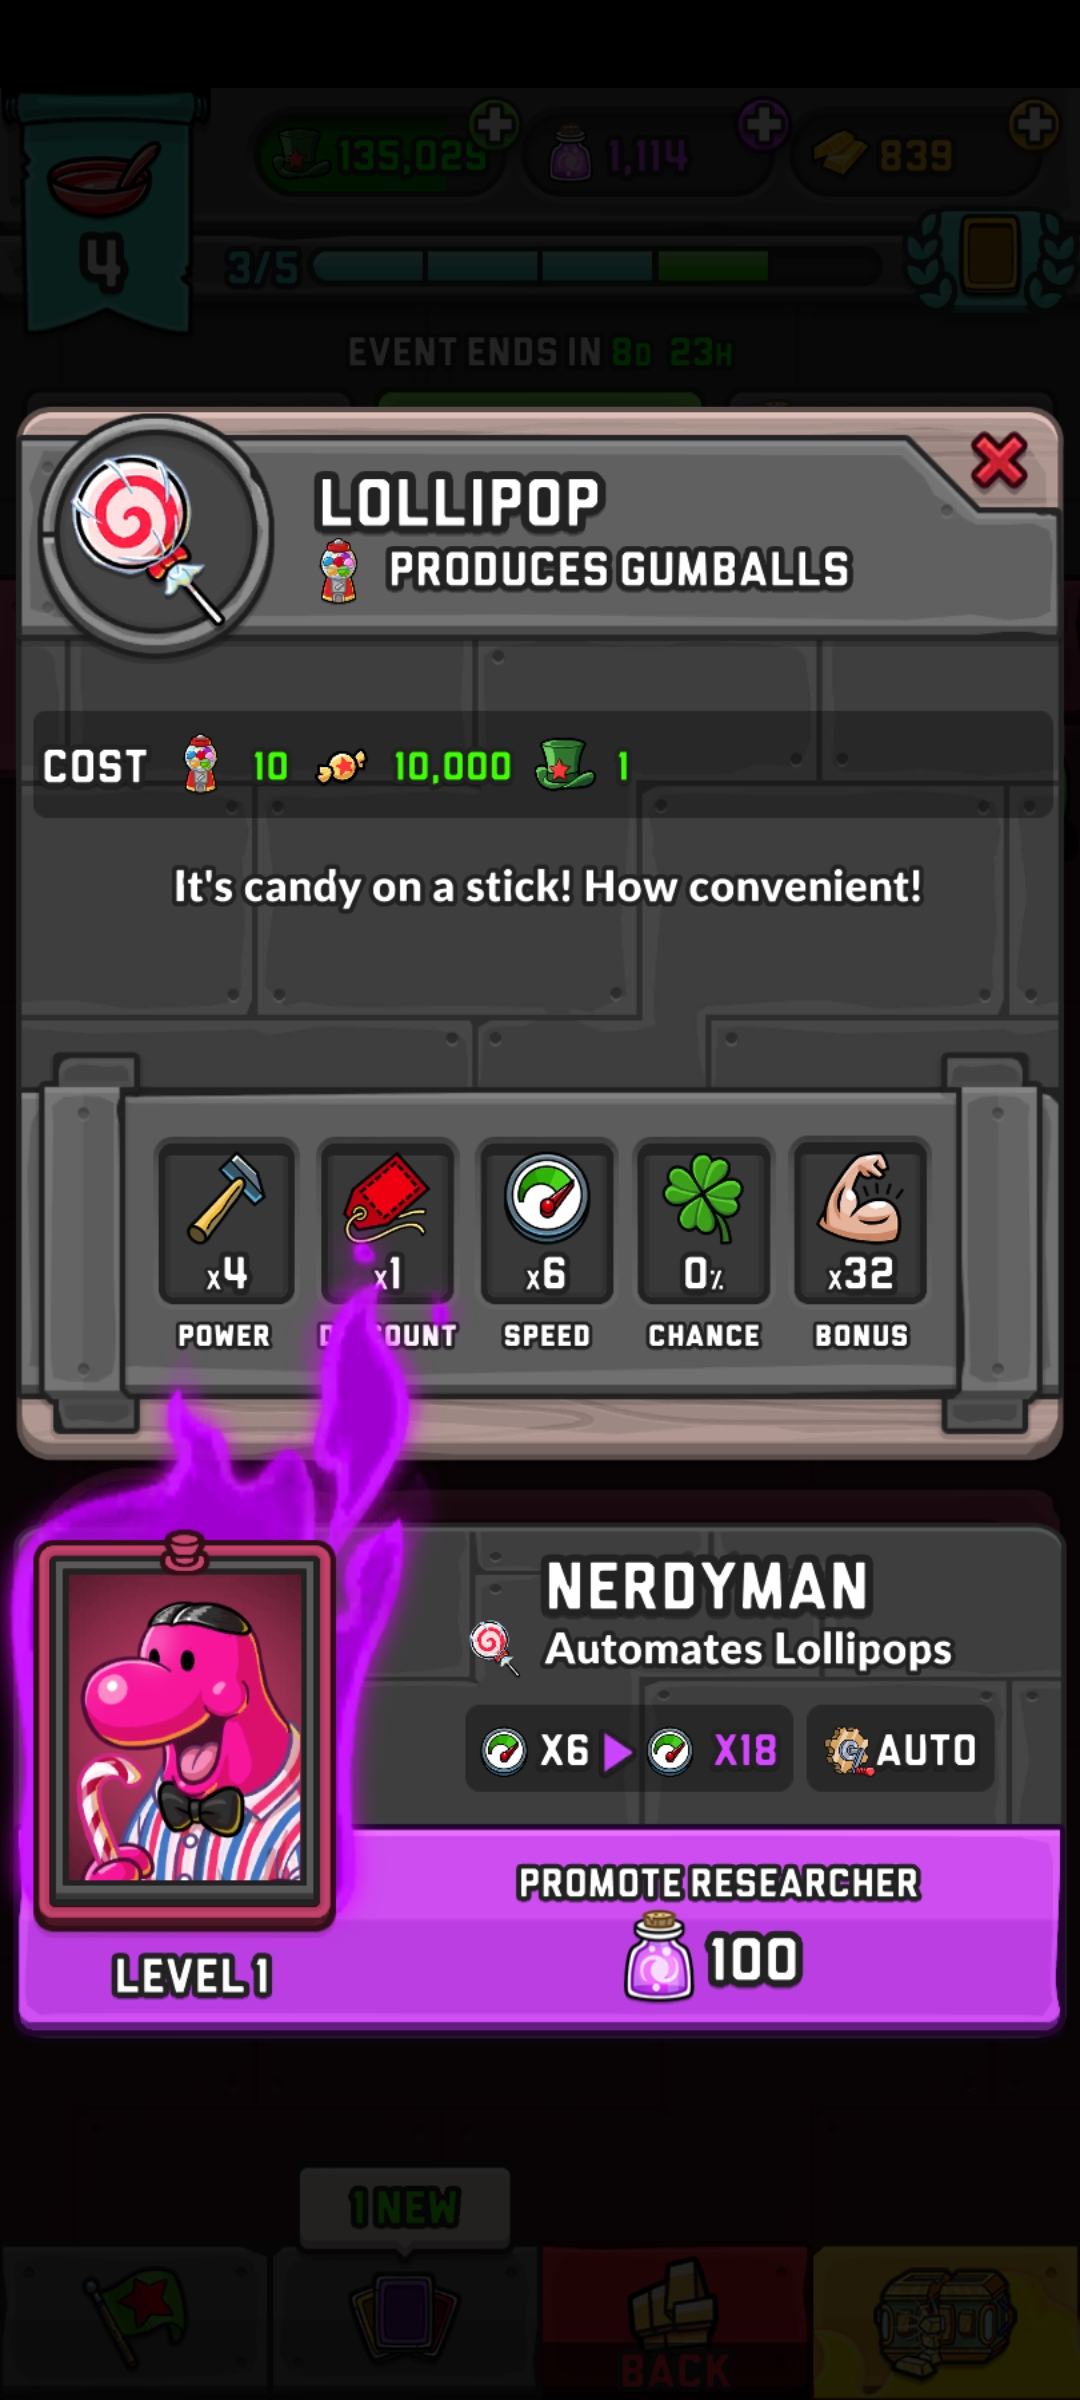 135,025
1,114
839
4
3/5
EVENT ENDS IN 8D 23H
LOLLIPOP
PRODUCES GUMBALLS
COST 10 10,000 1
It's candy on a stick! How convenient!
x4 x1 x6 0% x32
POWER DISCOUNT SPEED CHANCE BONUS
NERDYMAN
Automates Lollipops
X6 X18 AUTO
PROMOTE RESEARCHER
100
LEVEL 1
1 NEW
BACK